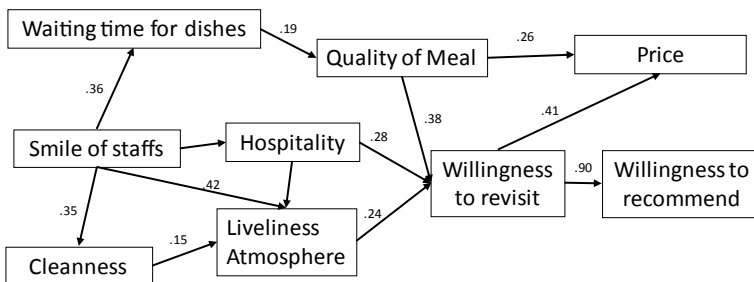 Waiting time for dishes
.19
Quality of Meal
.26
Price
.36
.38
.41
Smile of staffs
Hospitality
.28
Willingness
to revisit
.90
Willingness to
recommend
.35
.42
.24
Liveliness
Atmosphere
.15
Cleanness